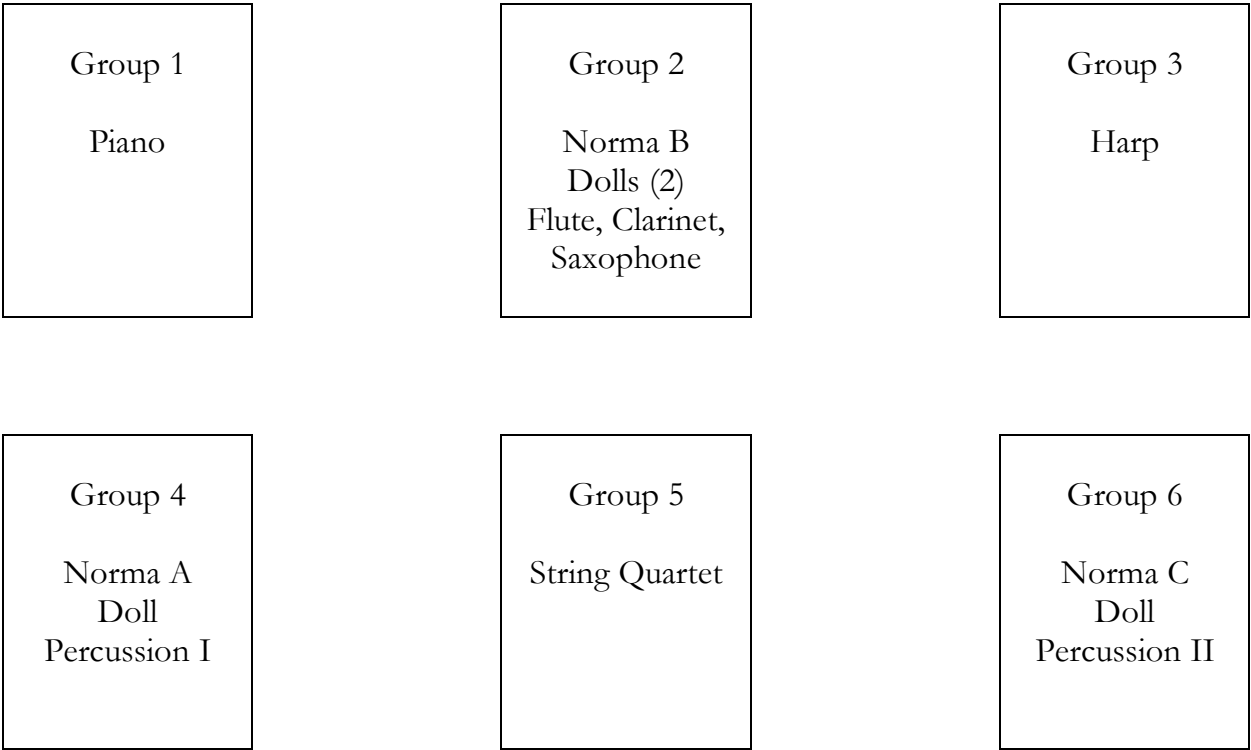 Group 1
Piano
Group 2
Norma B
Dolls (2)
Flute, Clarinet,
Saxophone
Group 3
Harp
Group 4
Norma A
Doll
Percussion I
Group 5
String Quartet
Group 6
Norma C
Doll
Percussion II